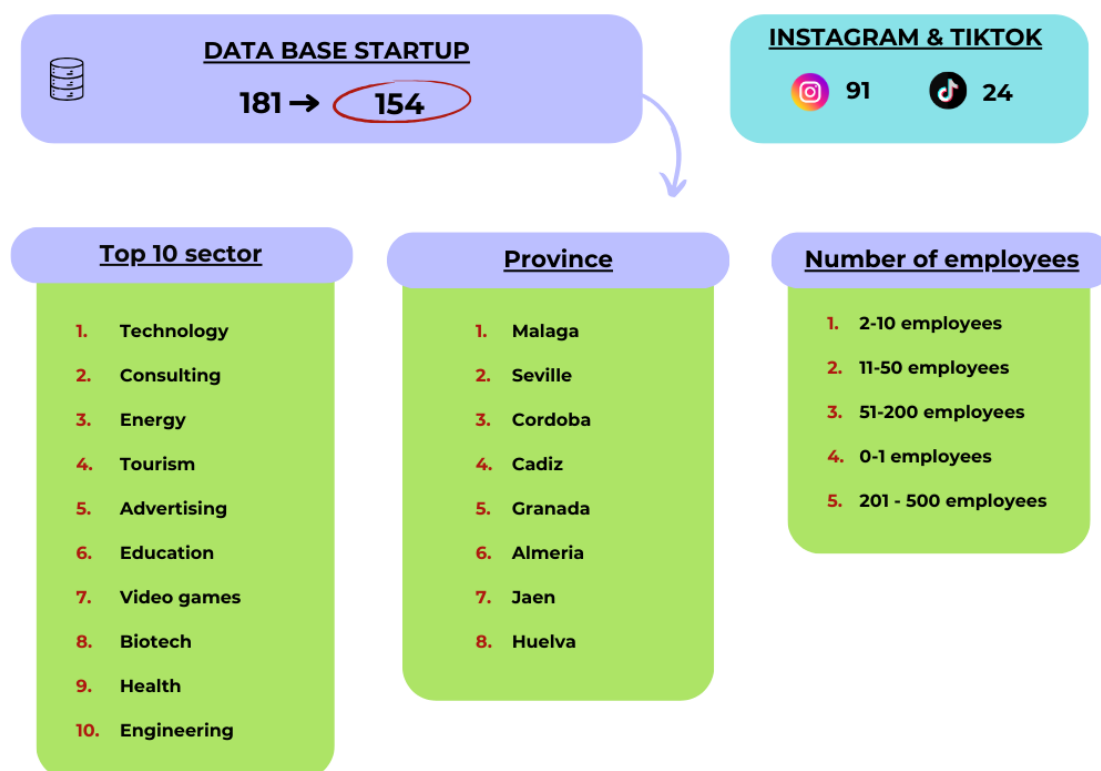 DATA BASE STARTUP
181 → 154
INSTAGRAM & TIKTOK
91 24
Top 10 sector
1. Technology
2. Consulting
3. Energy
4. Tourism
5. Advertising
6. Education
7. Video games
8. Biotech
9. Health
10. Engineering
Province
1. Malaga
2. Seville
3. Cordoba
4. Cadiz
5. Granada
6. Almeria
7. Jaen
8. Huelva
Number of employees
1. 2-10 employees
2. 11-50 employees
3. 51-200 employees
4. 0-1 employees
5. 201 - 500 employees